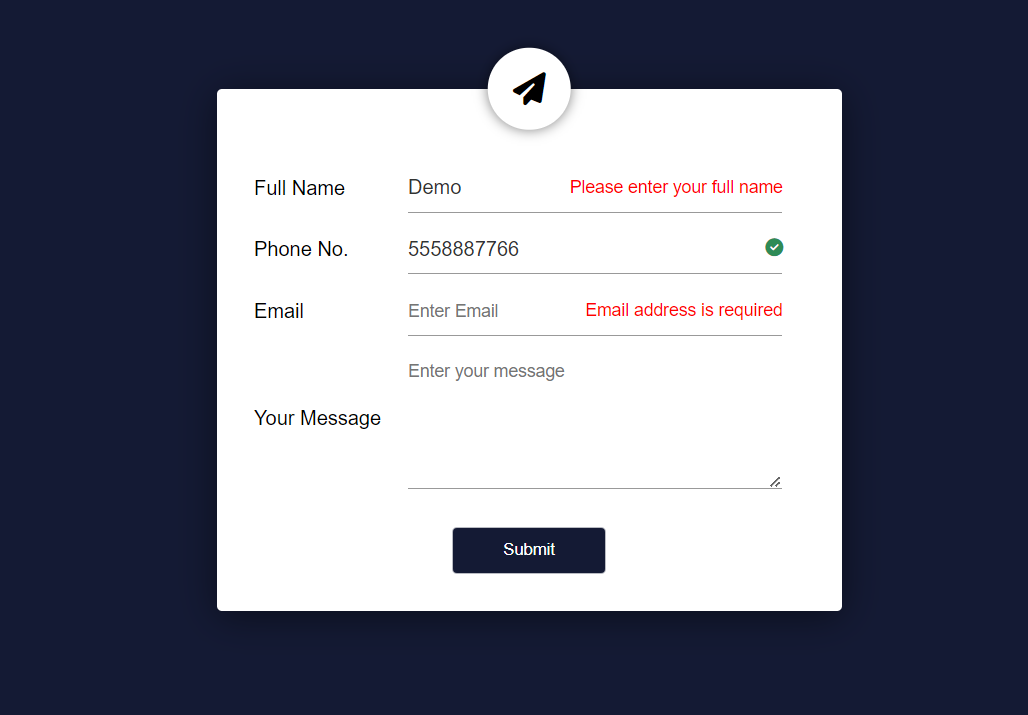 Full Name Demo Please enter your full name
Phone No. 5558887766
Email Enter Email Email address is required
Enter your message
Your Message
Submit